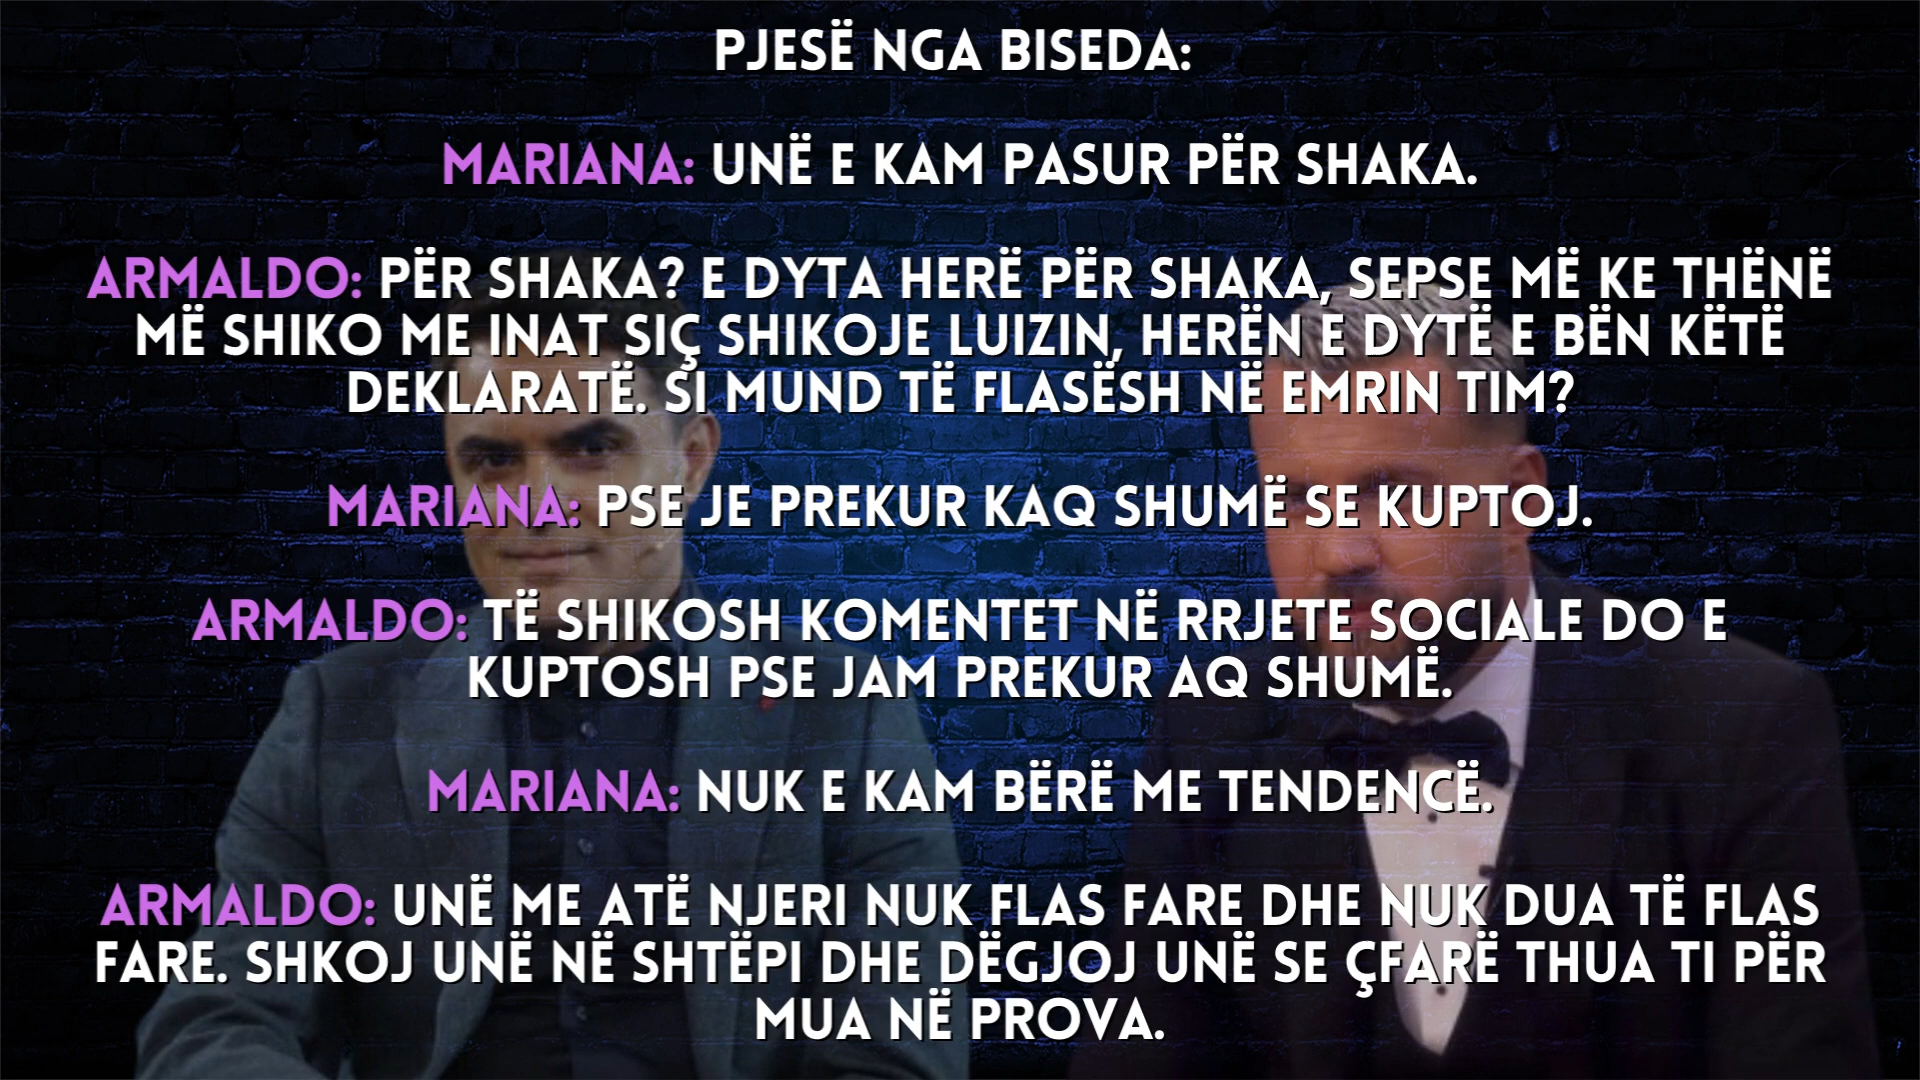 PJESË NGA BISEDA:
MARIANA: UNË E KAM PASUR PËR SHAKA.
ARMALDO: PËR SHAKA? E DYTA HERË PËR SHAKA, SEPSE MË KE THËNË
MË SHIKO ME INAT SIÇ SHIKOJE LUIZIN, HERËN E DYTË E BËN KËTË
DEKLARATË. SI MUND TË FLASËSH NË EMRIN TIM?
MARIANA: PSE JE PREKUR KAQ SHUMË SE KUPTOJ.
ARMALDO: TË SHIKOSH KOMENTET NË RRJETE SOCIALE DO E
KUPTOSH PSE JAM PREKUR AQ SHUMË.
MARIANA: NUK E KAM BËRË ME TENDENCË.
ARMALDO: UNË ME ATË NJERI NUK FLAS FARE DHE NUK DUA TË FLAS
FARE. SHKOJ UNË NË SHTËPI DHE DËGJOJ UNË SE ÇFARË THUA TI PËR
MUA NË PROVA.